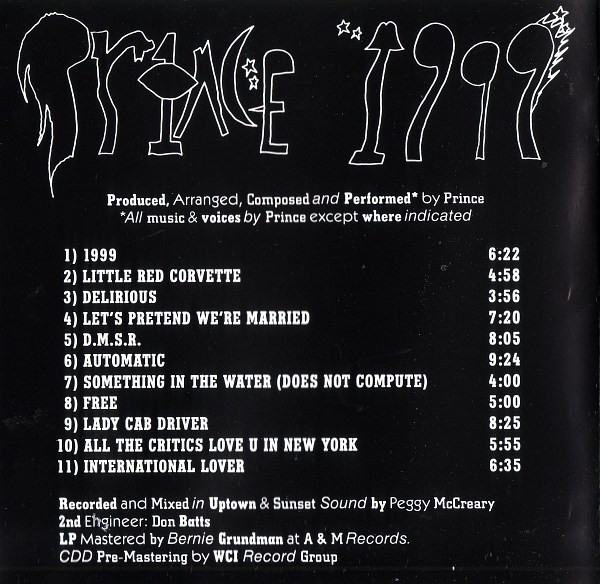 PRINCE 1999
Produced, Arranged, Composed and Performed* by Prince
*All music & voices by Prince except where indicated
1) 1999 6:22
2) LITTLE RED CORVETTE 4:58
3) DELIRIOUS 3:56
4) LET'S PRETEND WE'RE MARRIED 7:20
5) D.M.S.R. 8:05
6) AUTOMATIC 9:24
7) SOMETHING IN THE WATER (DOES NOT COMPUTE) 4:00
8) FREE 5:00
9) LADY CAB DRIVER 8:25
10) ALL THE CRITICS LOVE U IN NEW YORK 5:55
11) INTERNATIONAL LOVER 6:35
Recorded and Mixed in Uptown & Sunset Sound by Peggy McCreary
2nd Engineer: Don Batts
LP Mastered by Bernie Grundman at A & M Records.
CDD Pre-Mastering by WCI Record Group